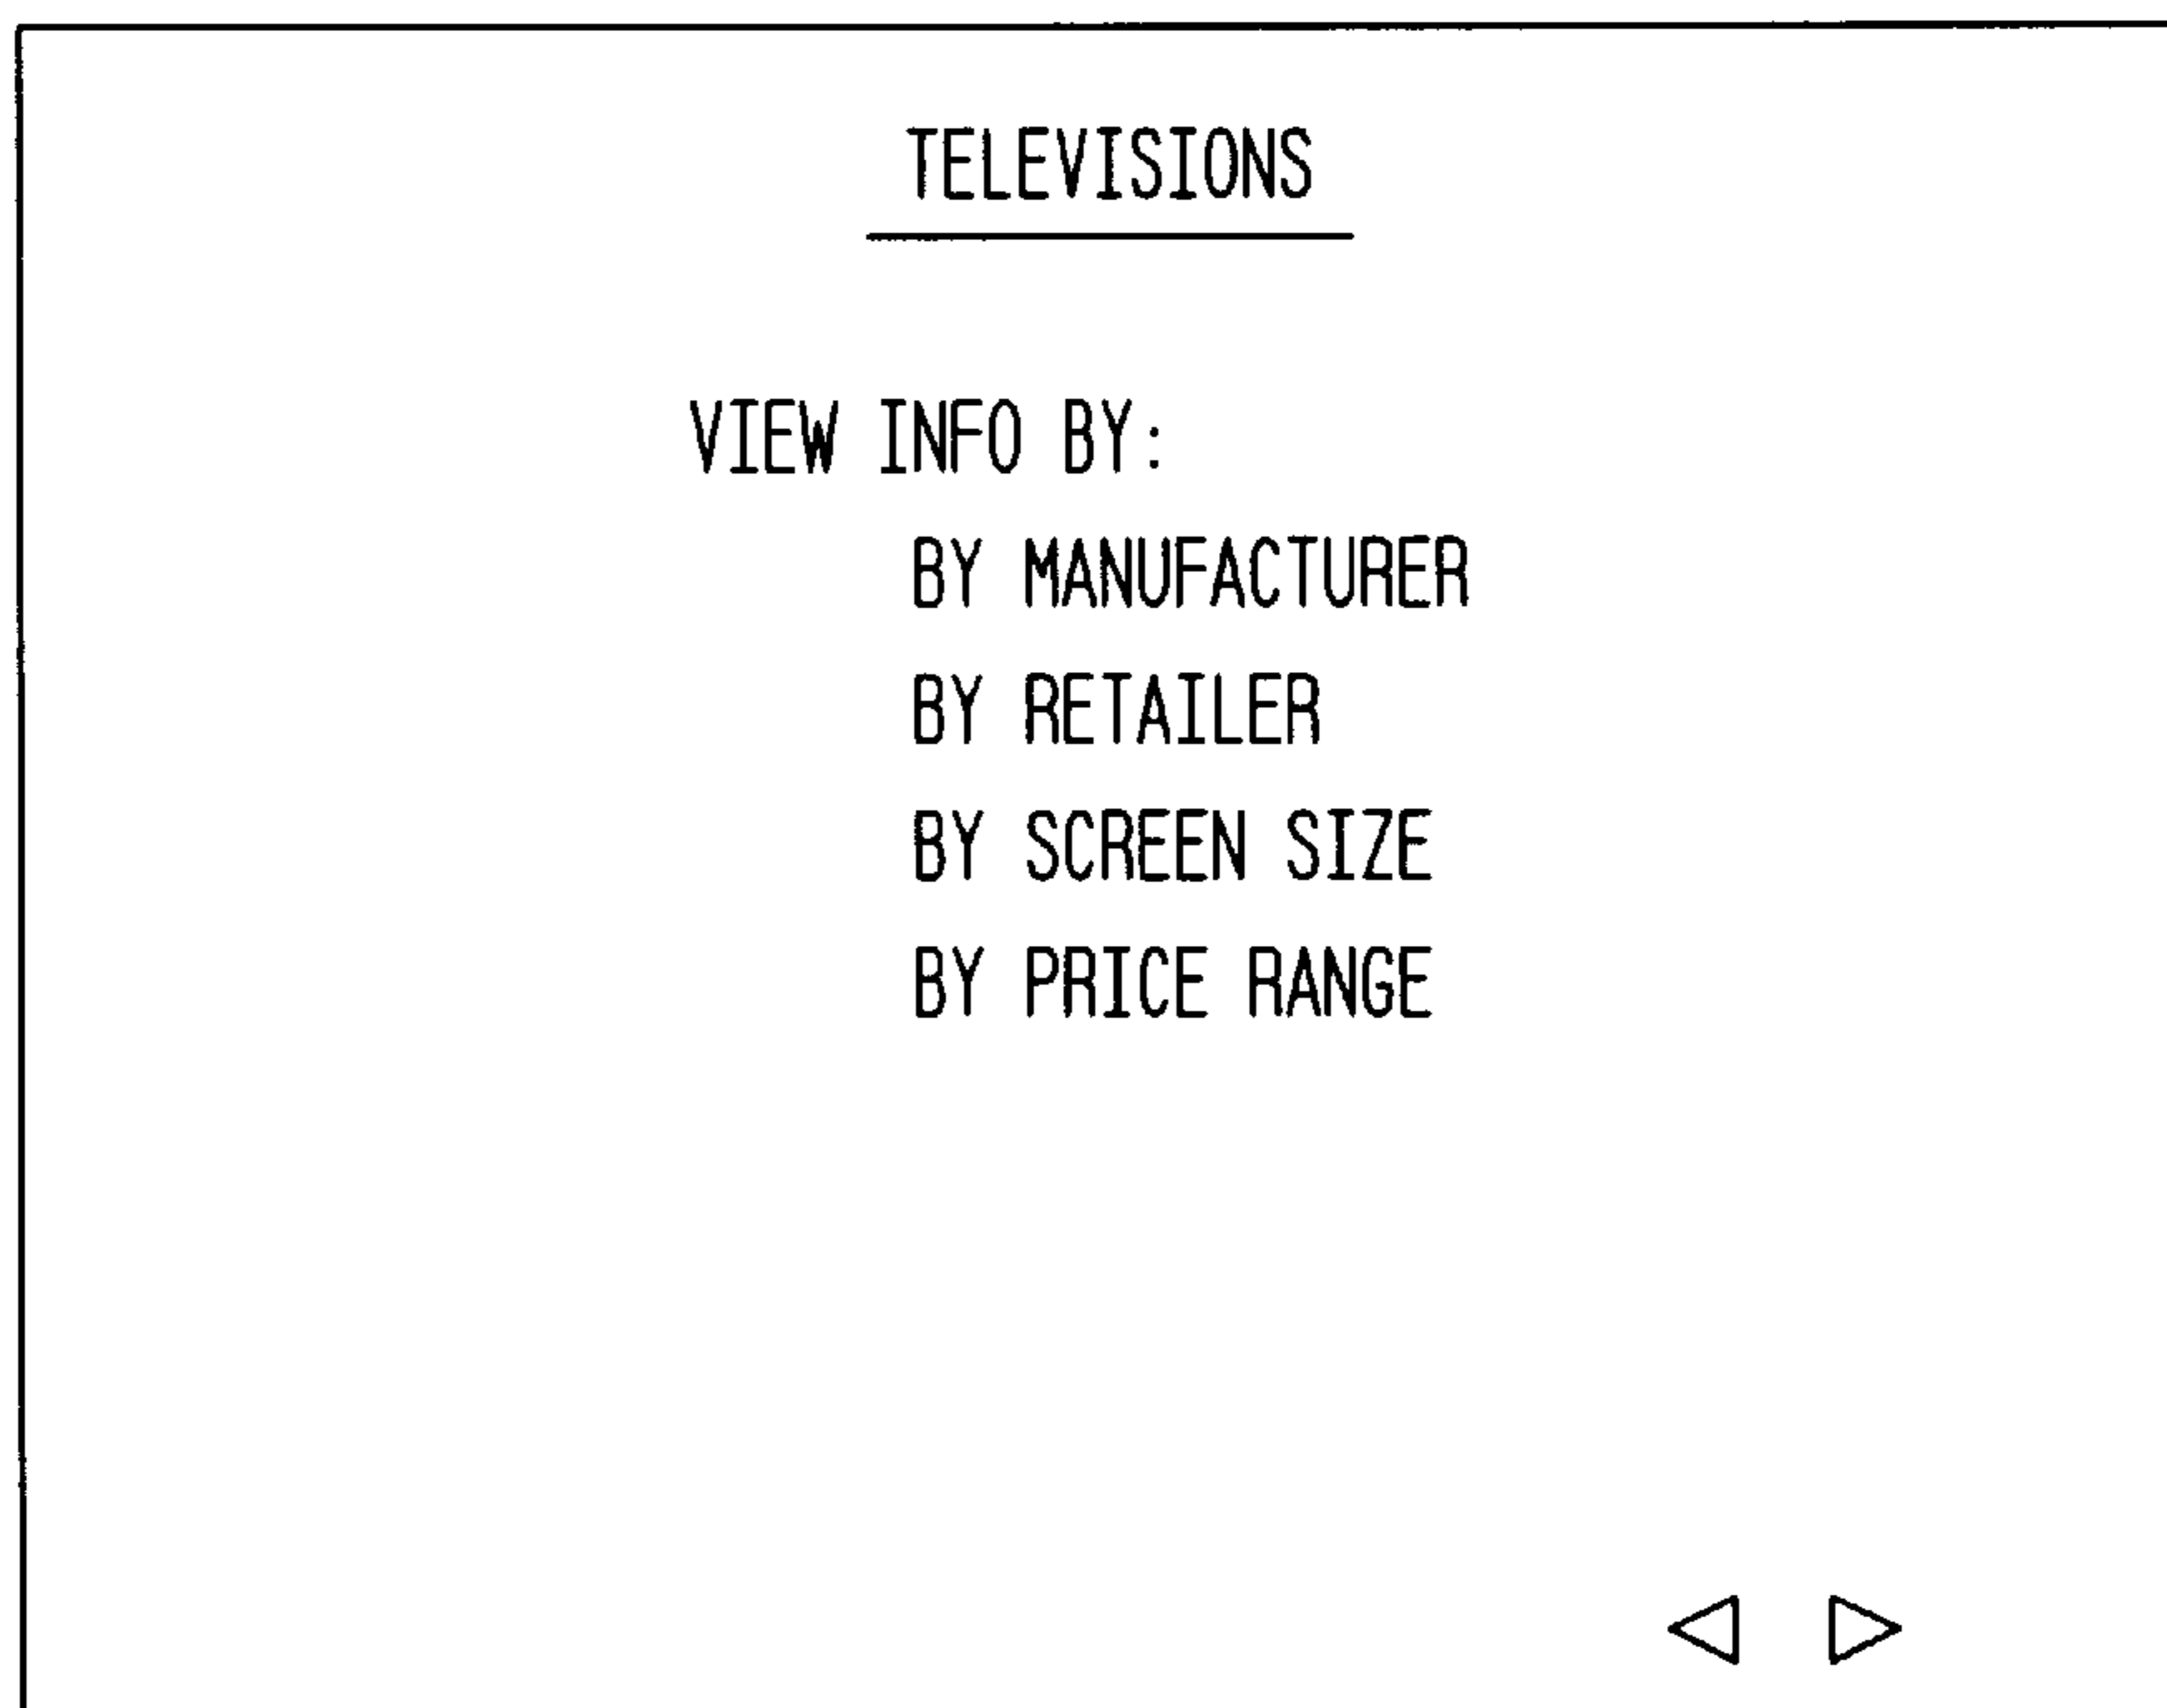 TELEVISIONS
VIEW INFO BY:
BY MANUFACTURER
BY RETAILER
BY SCREEN SIZE
BY PRICE RANGE